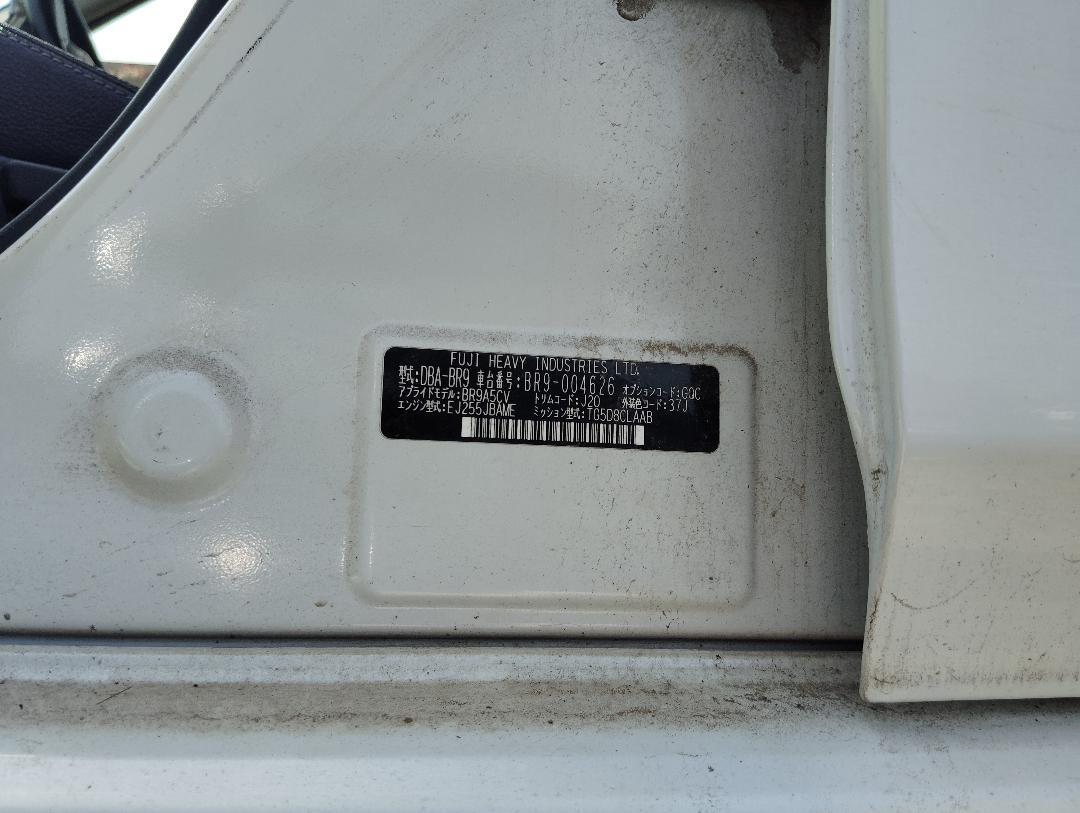 FUJI HEAVY INDUSTRIES LTD.
型式:DBA-BR9 車台番号:BR9-004626 オプションコード:GOC
アプライドモデル:BR9A5CV トリムコード:J20 外装色コード:37J
エンジン型式:EJ255JBAME ミッション型式:TG5D8CLAAB